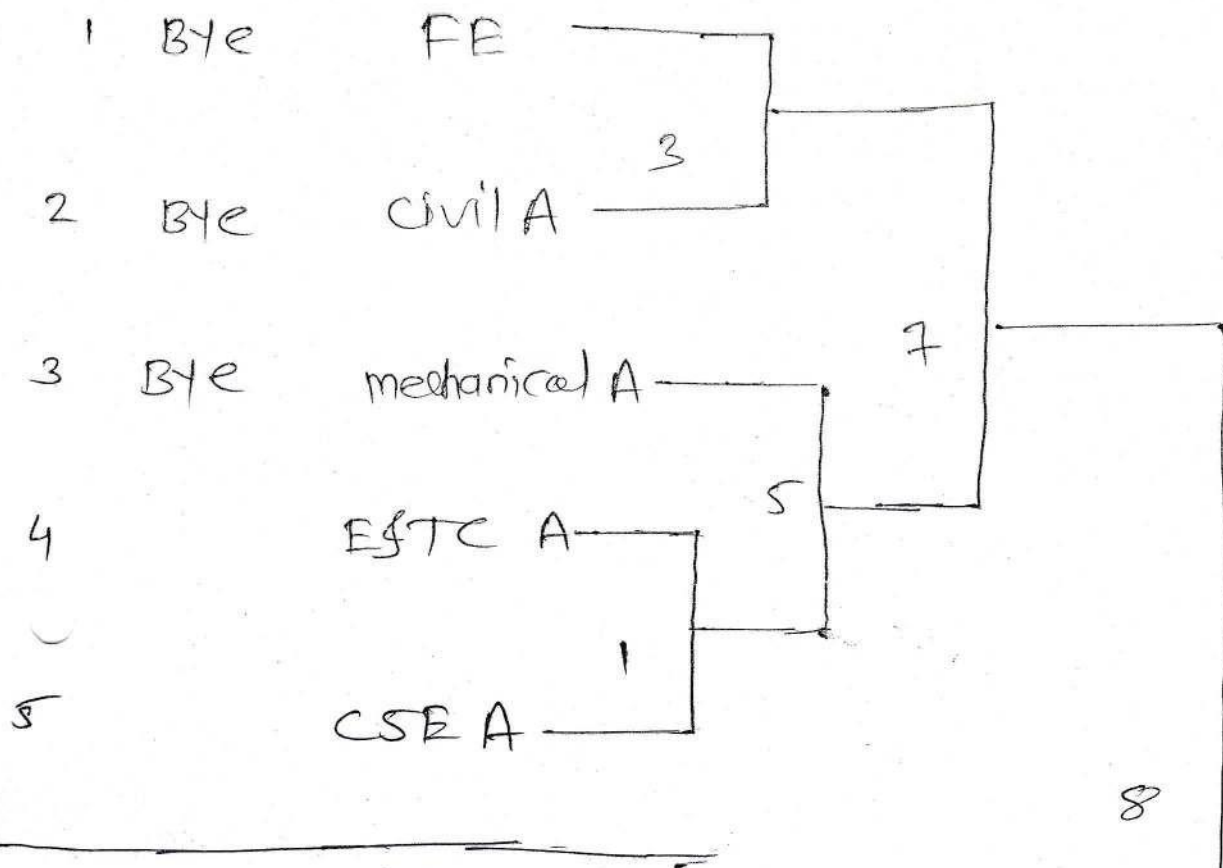 1 Bye FE
3
2 Bye Civil A
7
3 Bye mechanical A
5
4 E&TC A
1
5 CSE A
8